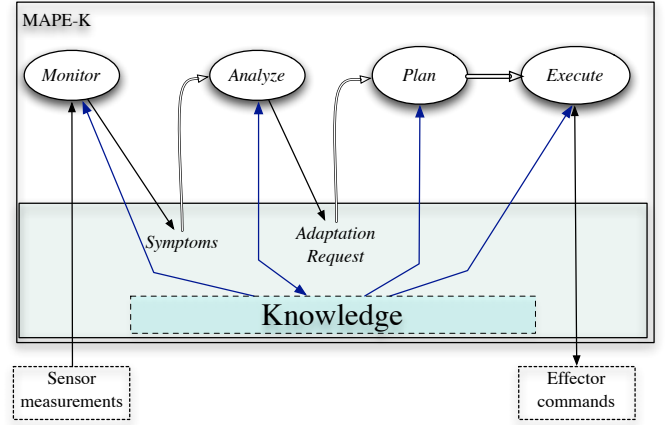 MAPE-K
Monitor
Analyze
Plan
Execute
Symptoms
Adaptation
Request
Knowledge
Sensor
measurements
Effector
commands